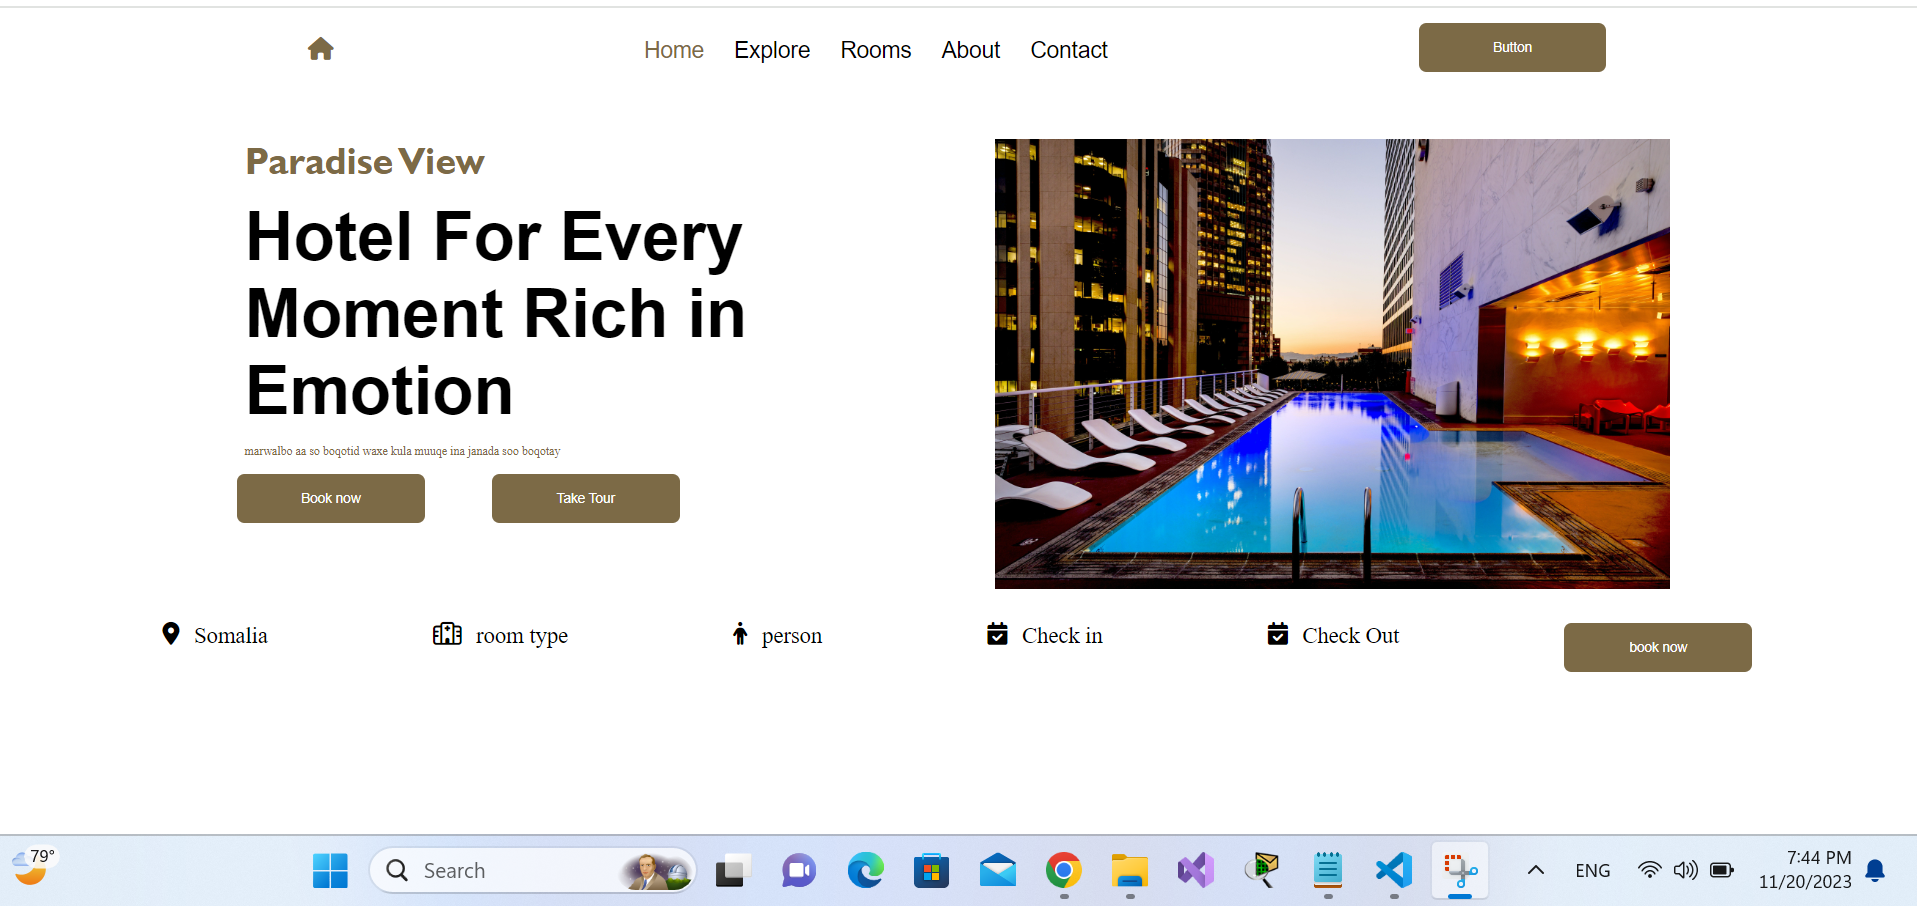 Home Explore Rooms About Contact Button
Paradise View
Hotel For Every
Moment Rich in
Emotion
marwalbo aa so boqotid waxe kula muuqe ina janada soo boqotay
Book now Take Tour
Somalia room type person Check in Check Out book now
79°
Search
ENG
7:44 PM
11/20/2023